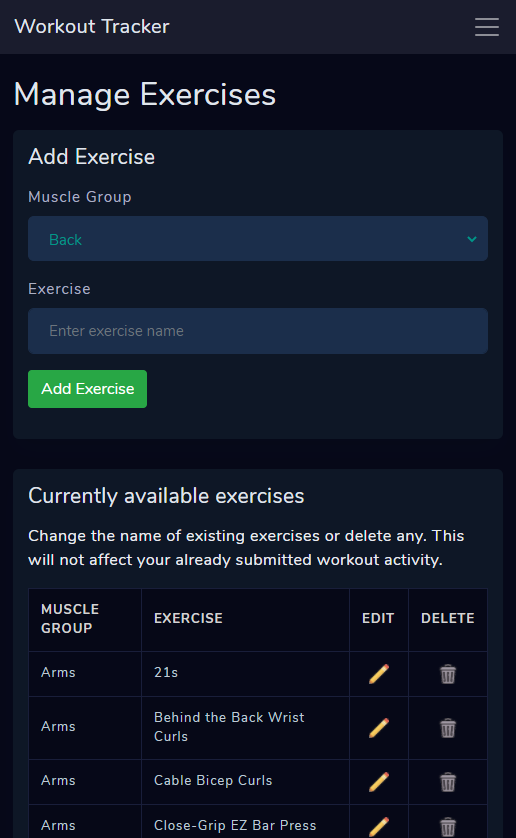 Workout Tracker
Manage Exercises
Add Exercise
Muscle Group
Back
Exercise
Enter exercise name
Add Exercise
Currently available exercises
Change the name of existing exercises or delete any. This
will not affect your already submitted workout activity.
MUSCLE
GROUP
EXERCISE
EDIT
DELETE
Arms
21s
Arms
Behind the Back Wrist
Curls
Arms
Cable Bicep Curls
Arms
Close-Grip EZ Bar Press